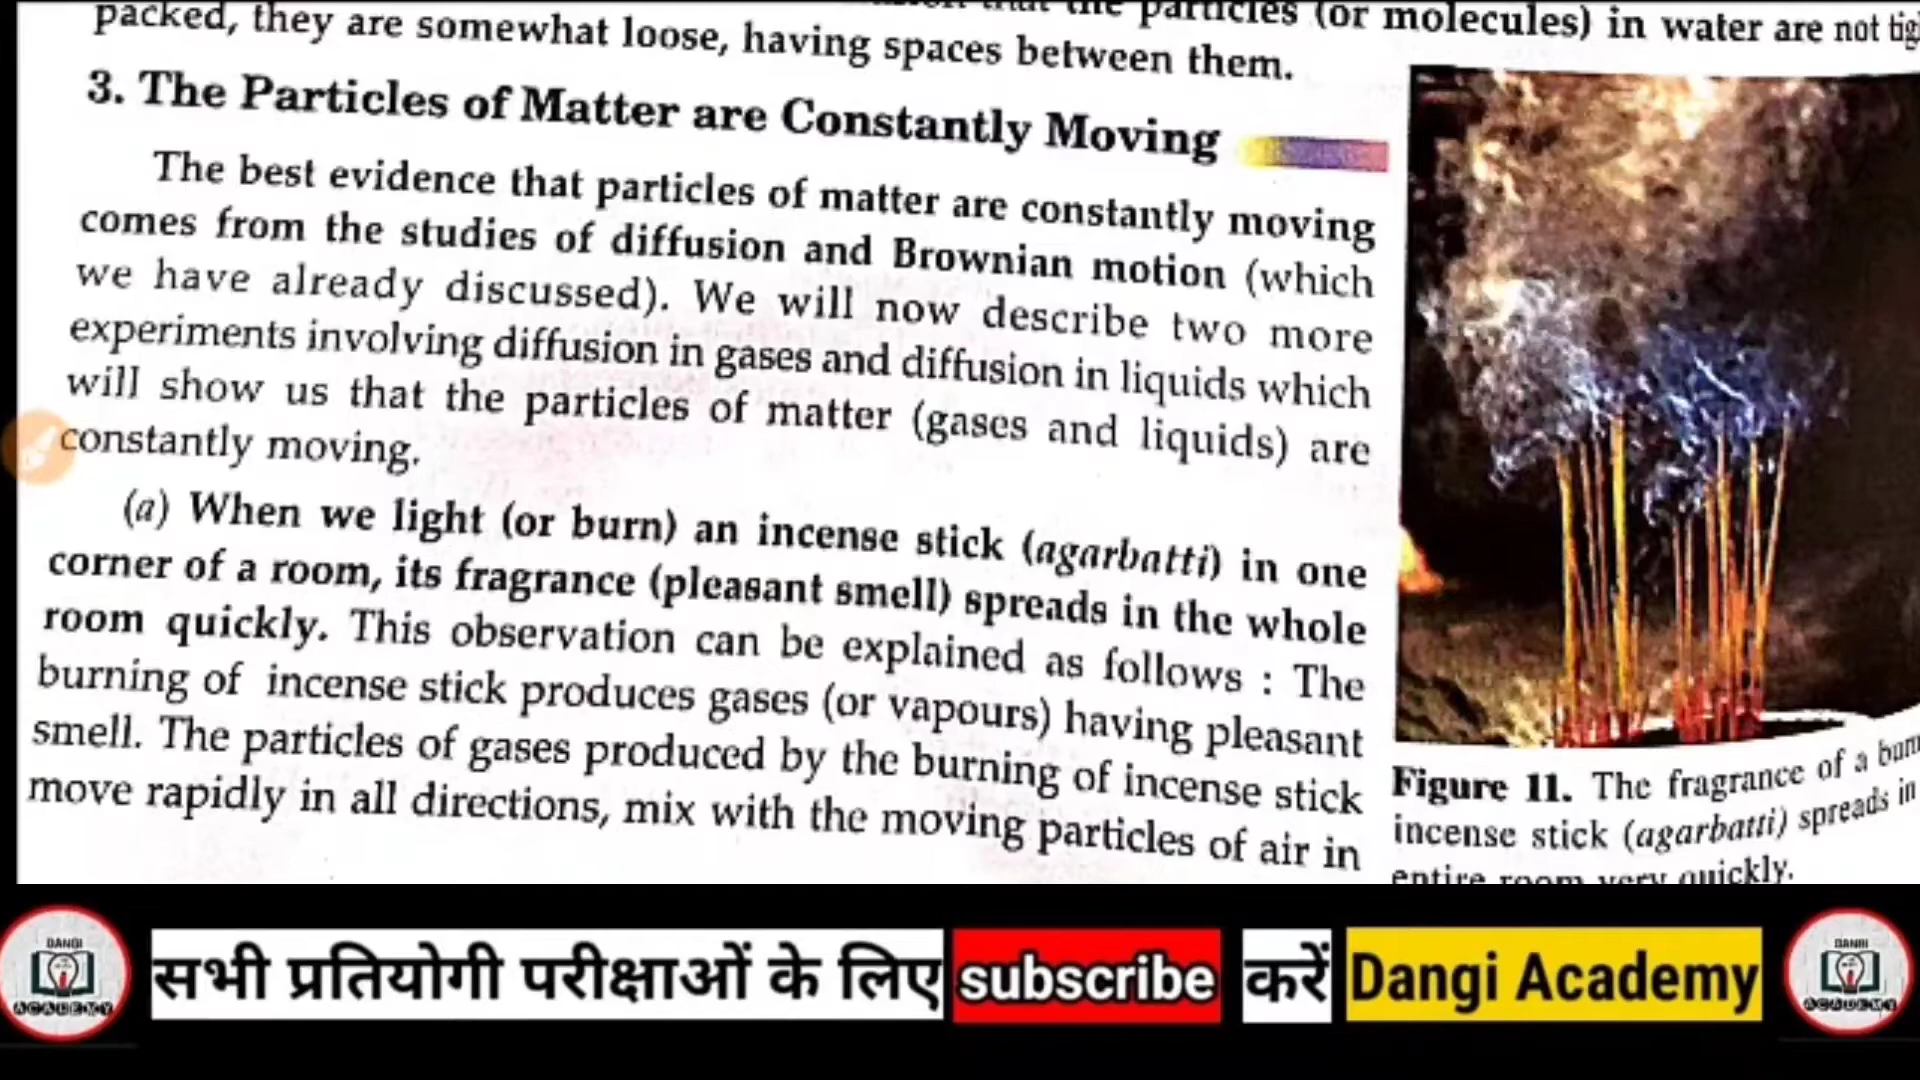 the particles (or molecules) in water are not
packed, they are somewhat loose, having spaces between them.
3. The Particles of Matter are Constantly Moving
The best evidence that particles of matter are constantly moving
comes from the studies of diffusion and Brownian motion (which
we have already discussed). We will now describe two more
experiments involving diffusion in gases and diffusion in liquids which
will show us that the particles of matter (gases and liquids) are
constantly moving.
(a) When we light (or burn) an incense stick (agarbatti) in one
corner of a room, its fragrance (pleasant smell) spreads in the whole
room quickly. This observation can be explained as follows : The
burning of incense stick produces gases (or vapours) having pleasant
smell. The particles of gases produced by the burning of incense stick
move rapidly in all directions, mix with the moving particles of air in
Figure 11. The fragrance of a
incense stick (agarbatti) spreads in
entire room very quickly.
DANGI
ACADEMY
सभी प्रतियोगी परीक्षाओं के लिए subscribe करें Dangi Academy
DANGI
ACADEMY